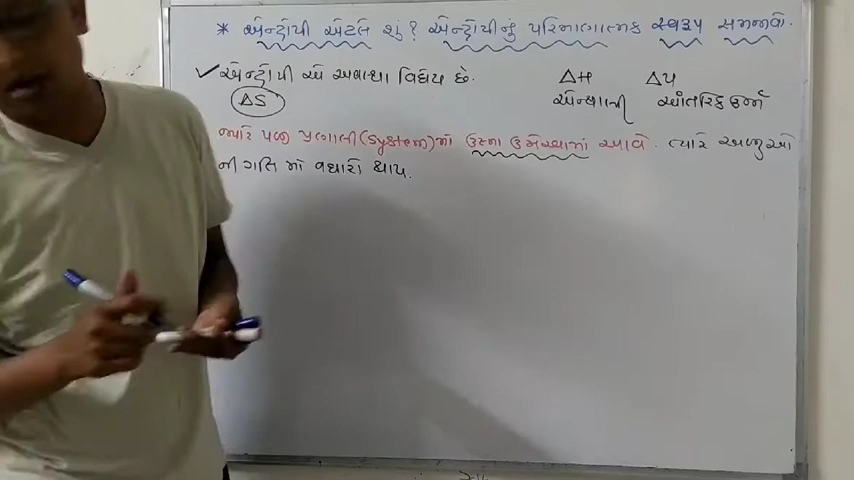 * એન્ટ્રોપી એટલે શું? એન્ટ્રોપીનું પરિમાણાત્મક સ્વરૂપ સમજાવો.
✓ એન્ટ્રોપી એ અવસ્થા વિધેય છે. ΔH ΔU
ΔS એન્થાલ્પી આંતરિક ઉર્જા
જ્યારે પણ પ્રણાલી(system)માં ઉષ્મા ઉમેરવામાં આવે. ત્યારે અણુઓ
ની ગતિ માં વધારો થાય.